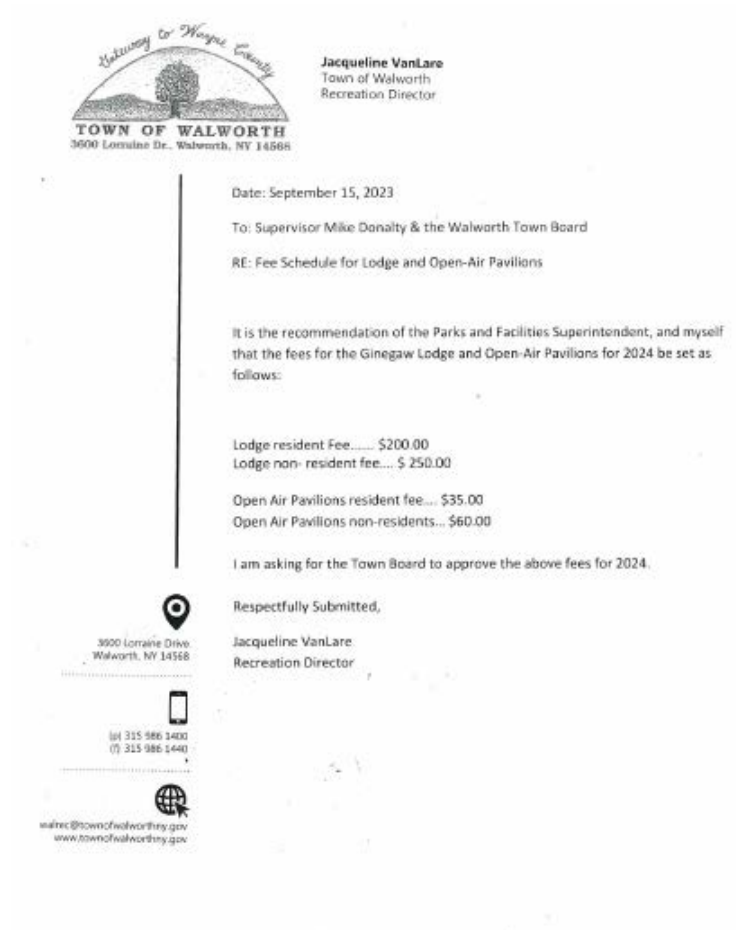 Gateway to Wayne County
TOWN OF WALWORTH
3600 Lorraine Dr., Walworth, NY 14568
Jacqueline VanLare
Town of Walworth
Recreation Director
Date: September 15, 2023
To: Supervisor Mike Donalty & the Walworth Town Board
RE: Fee Schedule for Lodge and Open-Air Pavilions
It is the recommendation of the Parks and Facilities Superintendent, and myself
that the fees for the Ginegaw Lodge and Open-Air Pavilions for 2024 be set as
follows:
Lodge resident Fee....... $200.00
Lodge non- resident fee.... $ 250.00
Open Air Pavilions resident fee.... $35.00
Open Air Pavilions non-residents... $60.00
I am asking for the Town Board to approve the above fees for 2024.
Respectfully Submitted,
Jacqueline VanLare
Recreation Director
3600 Lorraine Drive
Walworth, NY 14568
(p) 315 986 1400
(f) 315 986 1440
walrec@townofwalworthny.gov
www.townofwalworthny.gov